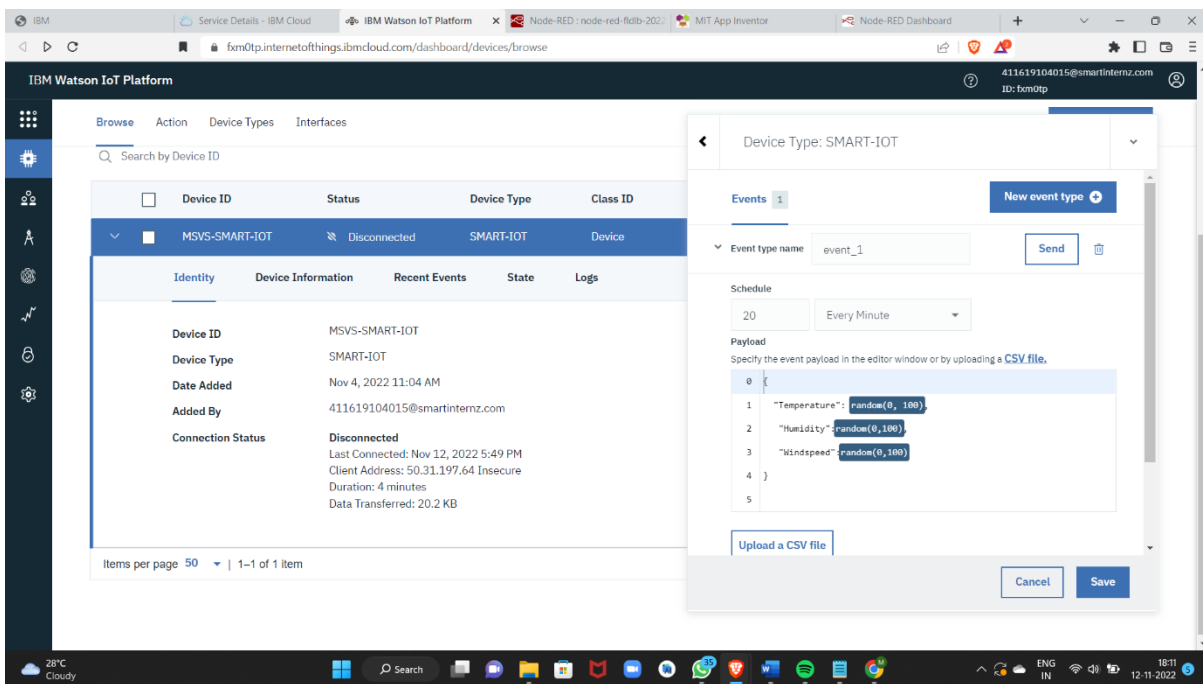 IBM
Service Details - IBM Cloud
IBM Watson IoT Platform
Node-RED : node-red-fldlb-2022
MIT App Inventor
Node-RED Dashboard
fxm0tp.internetofthings.ibmcloud.com/dashboard/devices/browse
IBM Watson IoT Platform
411619104015@smartinternz.com
ID: fxm0tp
Browse Action Device Types Interfaces
Search by Device ID
Device ID Status Device Type Class ID
MSVS-SMART-IOT Disconnected SMART-IOT Device
Identity Device Information Recent Events State Logs
Device ID MSVS-SMART-IOT
Device Type SMART-IOT
Date Added Nov 4, 2022 11:04 AM
Added By 411619104015@smartinternz.com
Connection Status Disconnected
Last Connected: Nov 12, 2022 5:49 PM
Client Address: 50.31.197.64 Insecure
Duration: 4 minutes
Data Transferred: 20.2 KB
Items per page 50 | 1–1 of 1 item
Device Type: SMART-IOT
Events 1
New event type
Event type name event_1 Send
Schedule
20 Every Minute
Payload
Specify the event payload in the editor window or by uploading a CSV file.
0 {
1 "Temperature": random(0, 100),
2 "Humidity":random(0,100),
3 "Windspeed":random(0,100)
4 }
5
Upload a CSV file
Cancel Save
28°C
Cloudy
Search
35
ENG
IN
18:11
12-11-2022
5